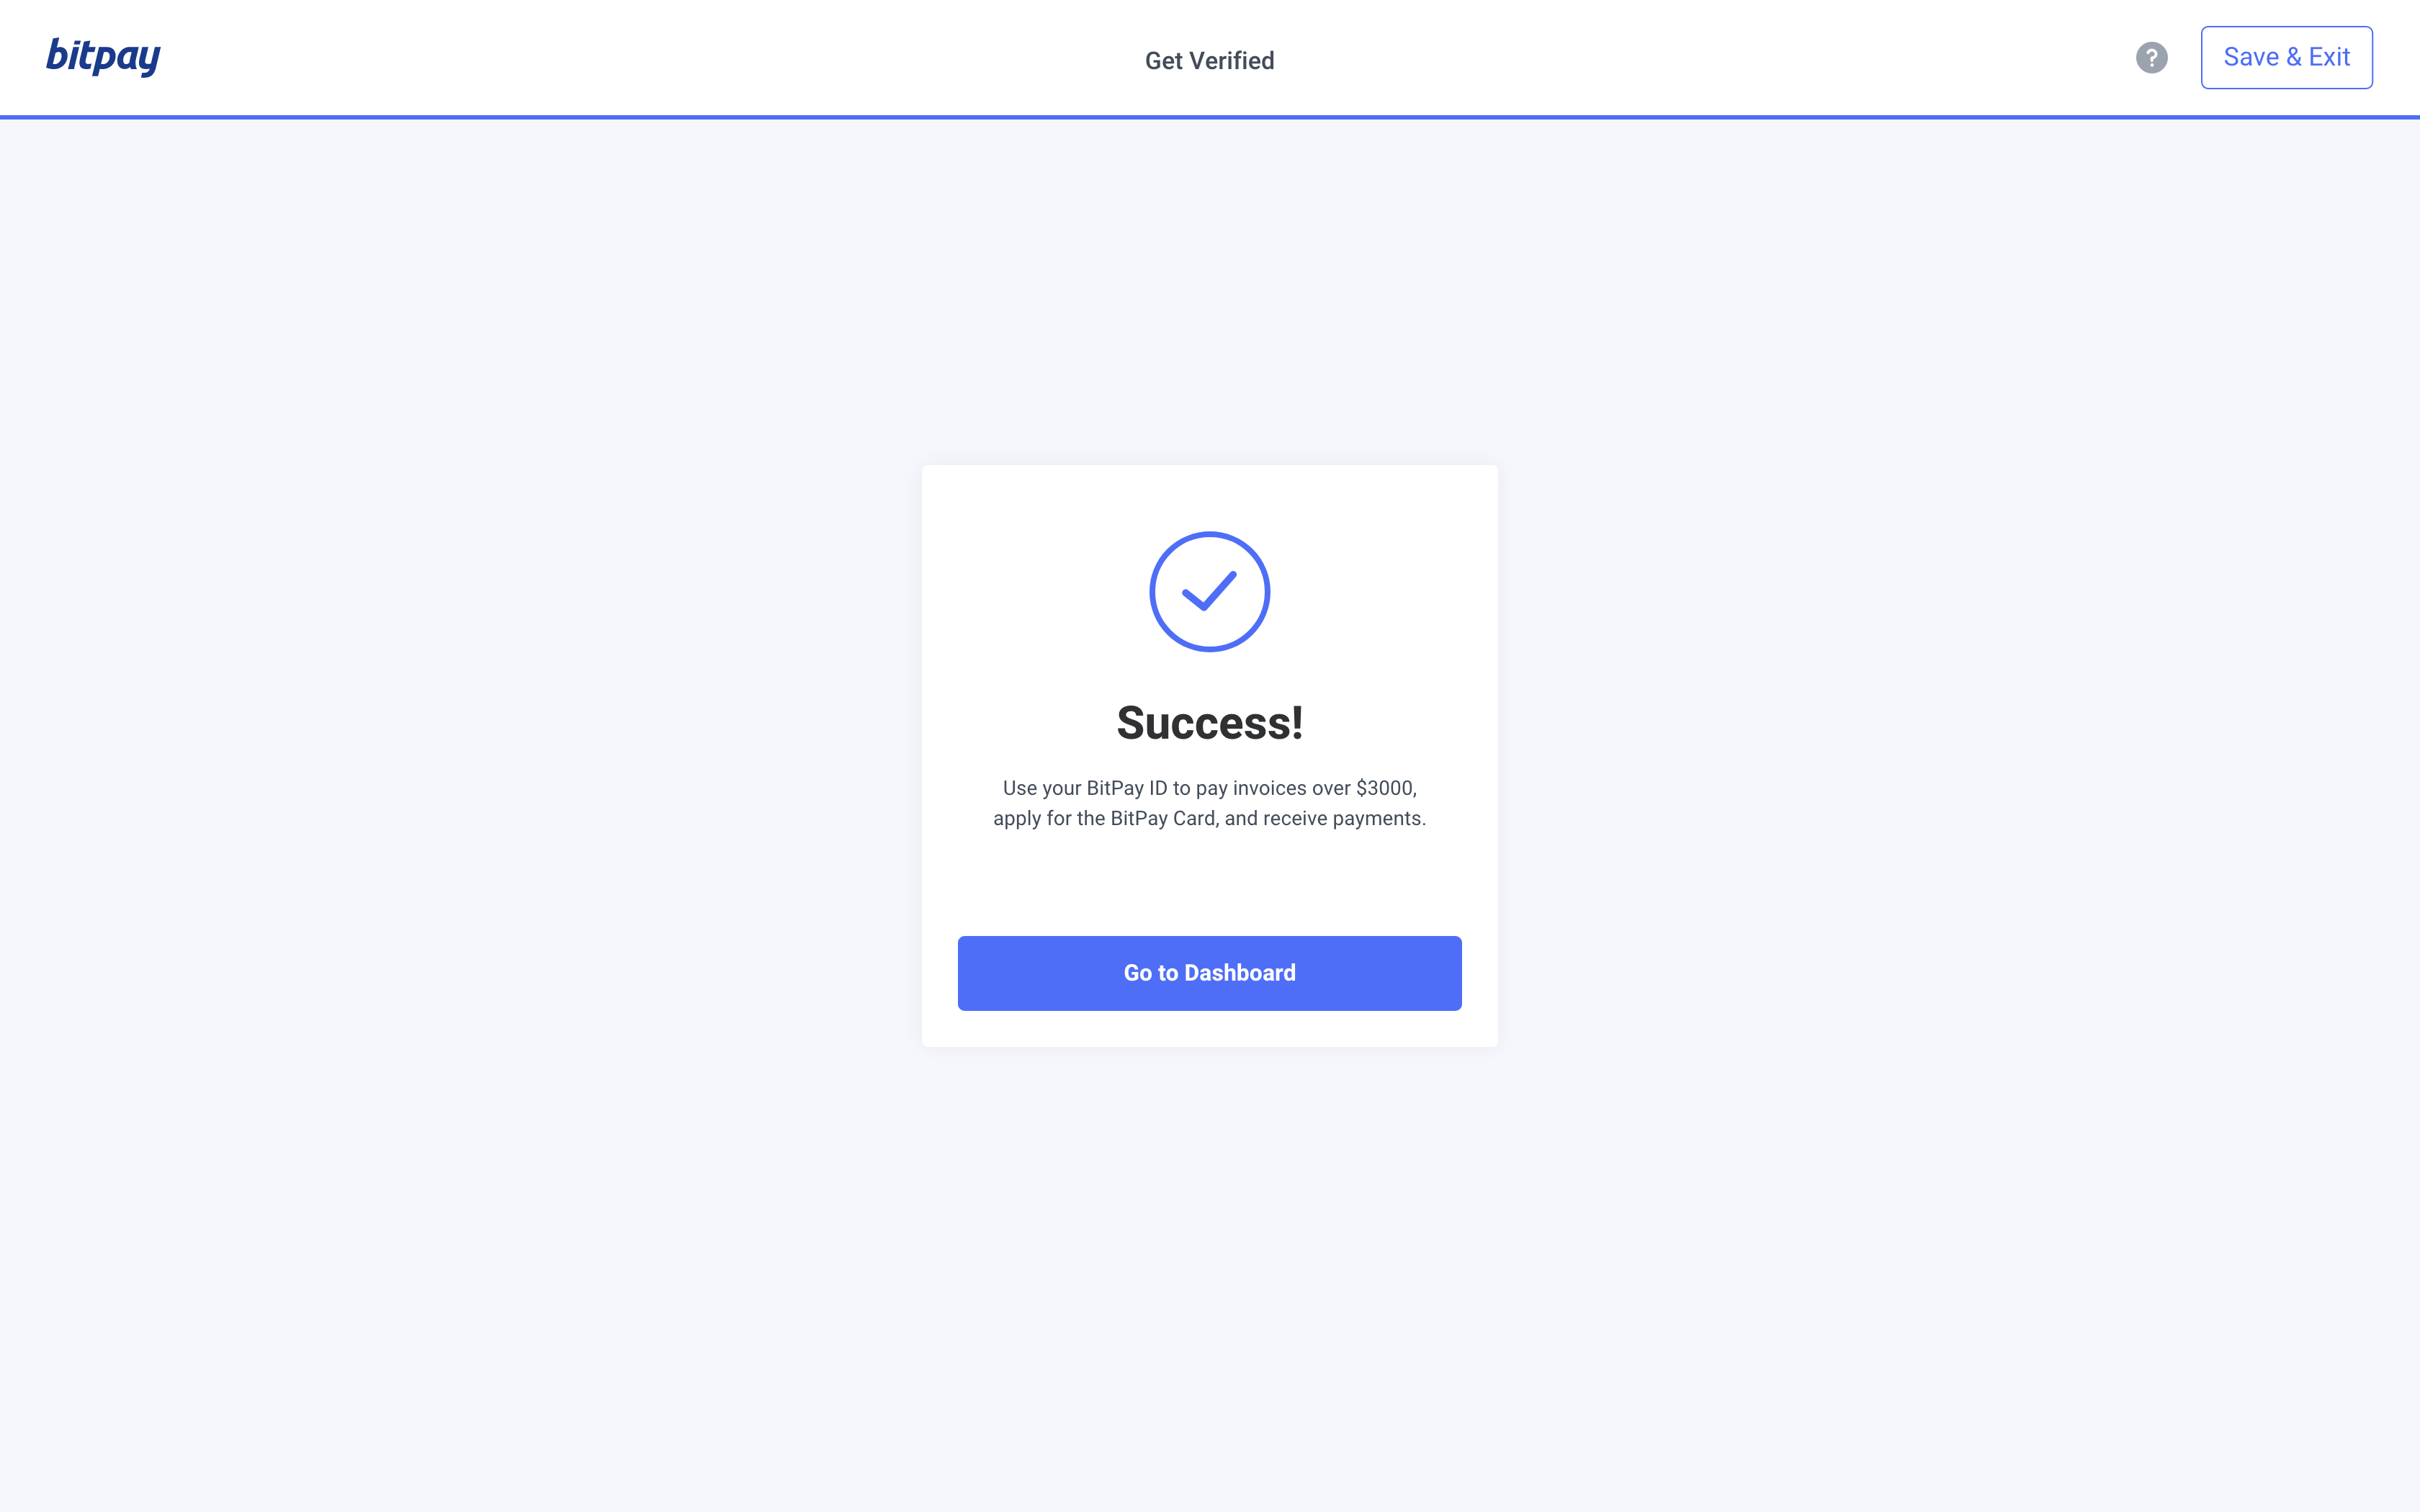 bitpay
Get Verified
?
Save & Exit
Success!
Use your BitPay ID to pay invoices over $3000,
apply for the BitPay Card, and receive payments.
Go to Dashboard